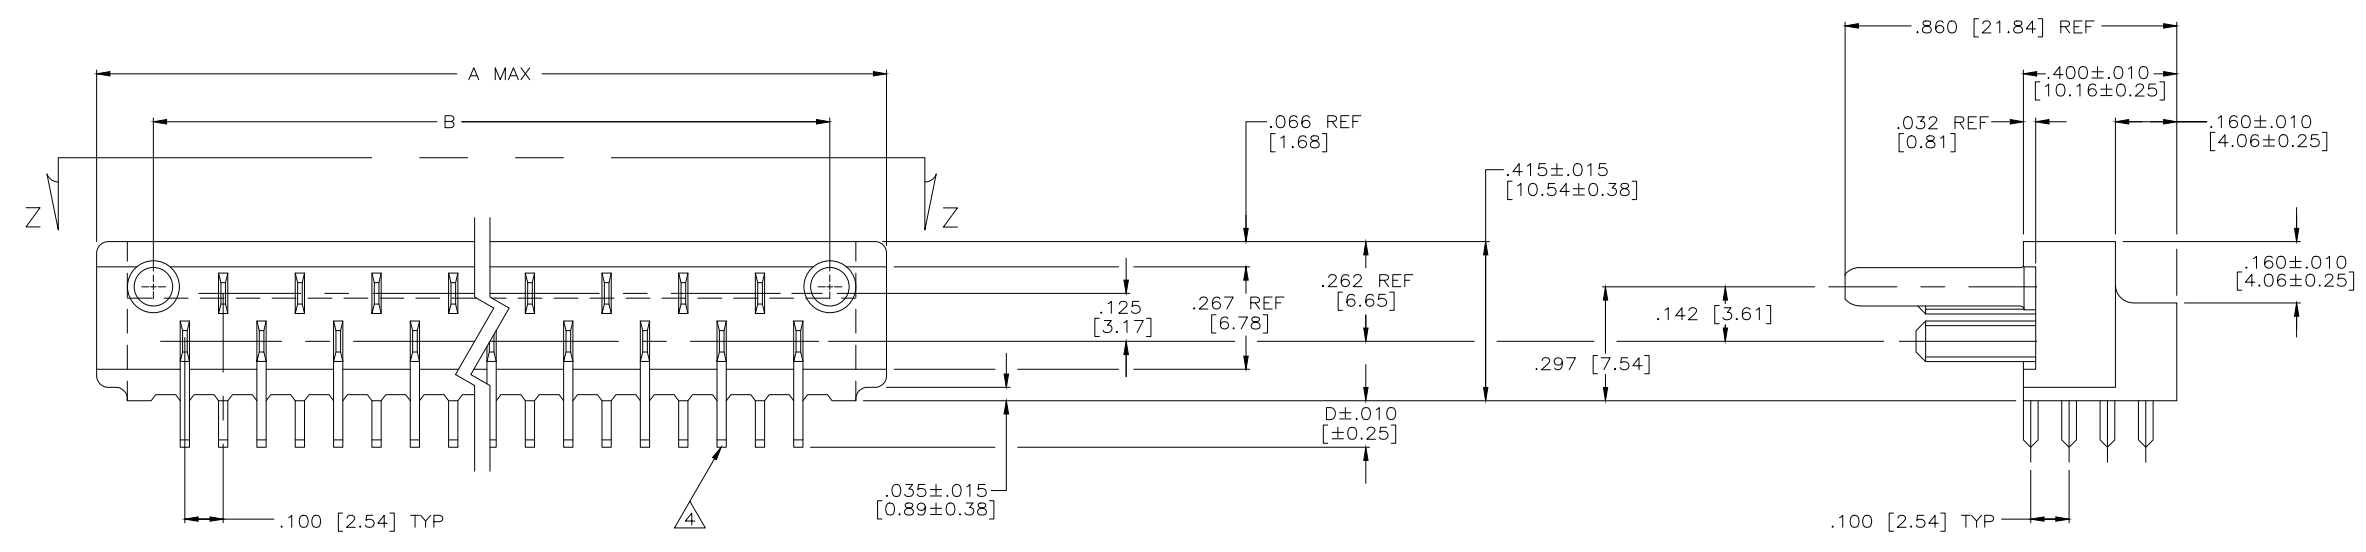 .860 [21.84] REF
A MAX
.400±.010
[10.16±0.25]
B
.066 REF
[1.68]
.032 REF
[0.81]
.160±.010
[4.06±0.25]
.415±.015
[10.54±0.38]
Z
Z
.262 REF
[6.65]
.160±.010
[4.06±0.25]
.125
[3.17]
.267 REF
[6.78]
.142 [3.61]
.297 [7.54]
D±.010
[±0.25]
.035±.015
[0.89±0.38]
.100 [2.54] TYP
4
.100 [2.54] TYP